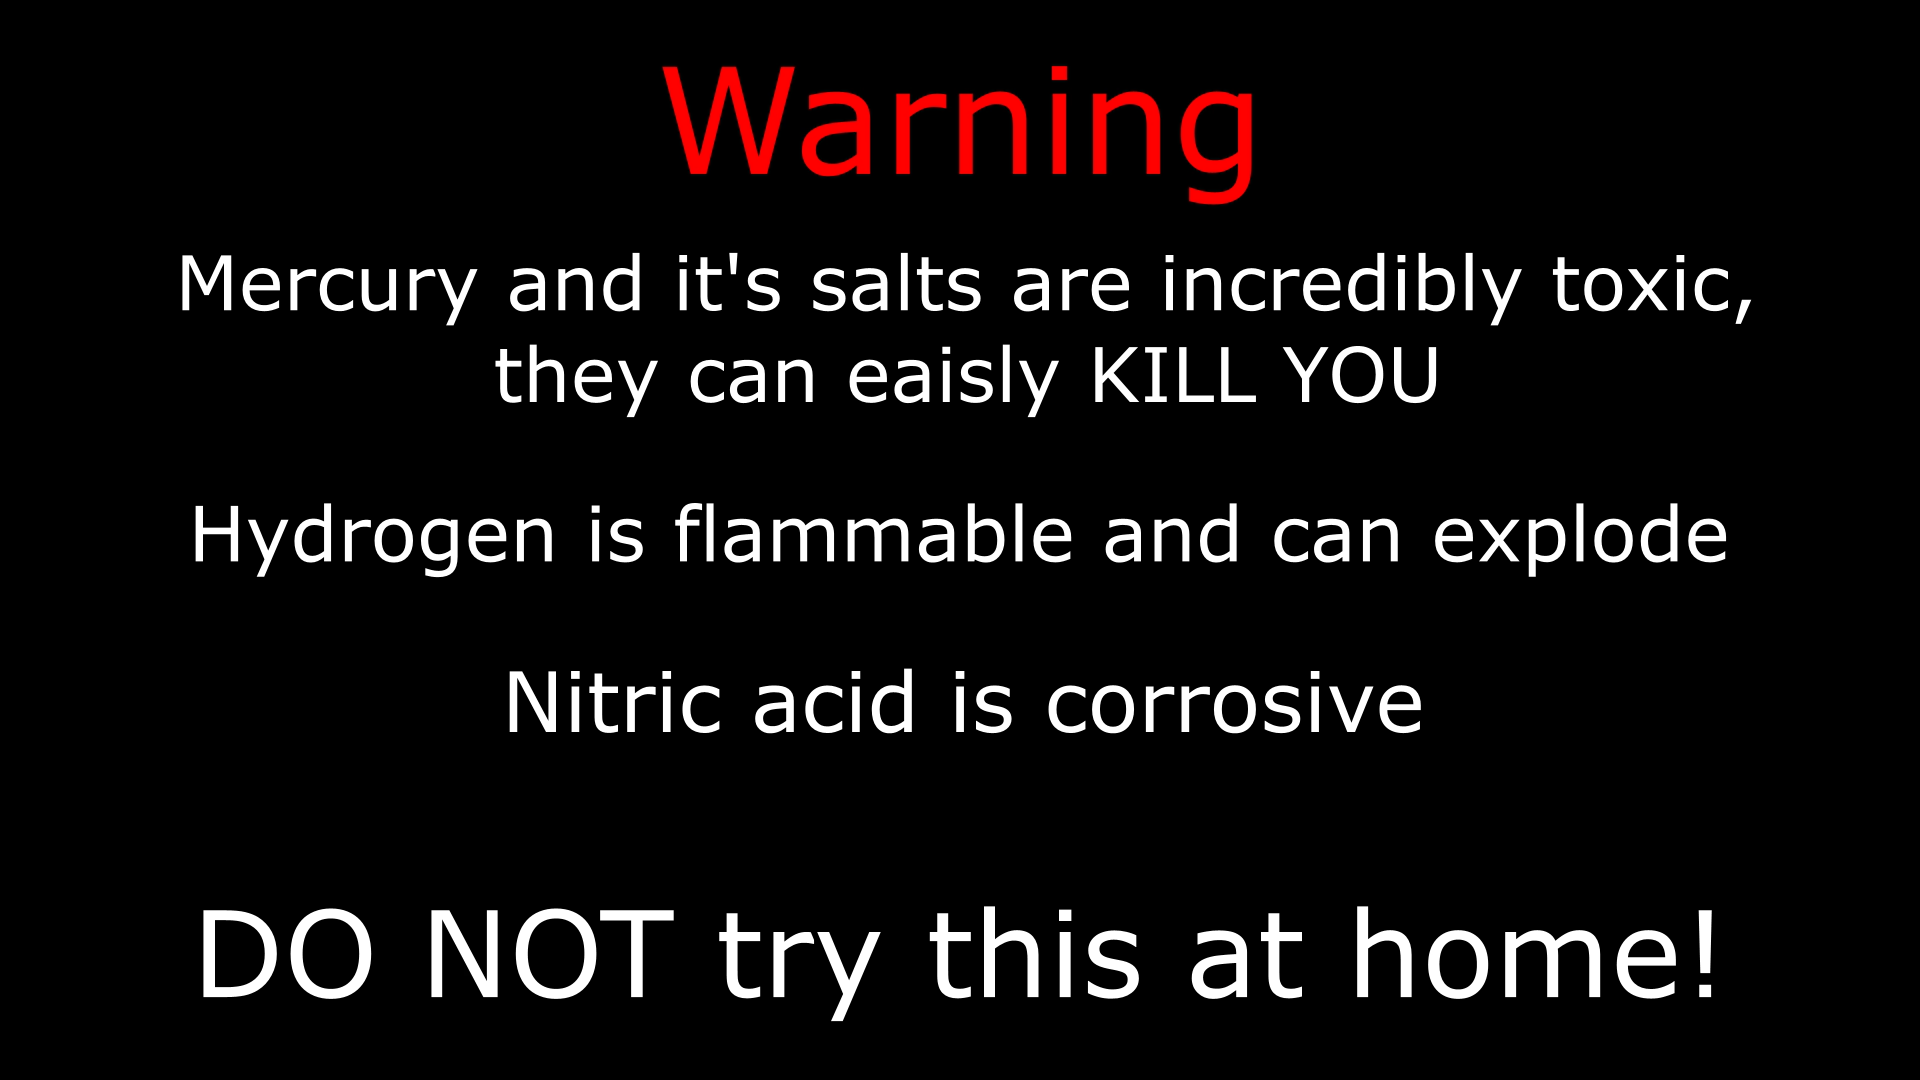 Warning
Mercury and it's salts are incredibly toxic,
they can eaisly KILL YOU
Hydrogen is flammable and can explode
Nitric acid is corrosive
DO NOT try this at home!